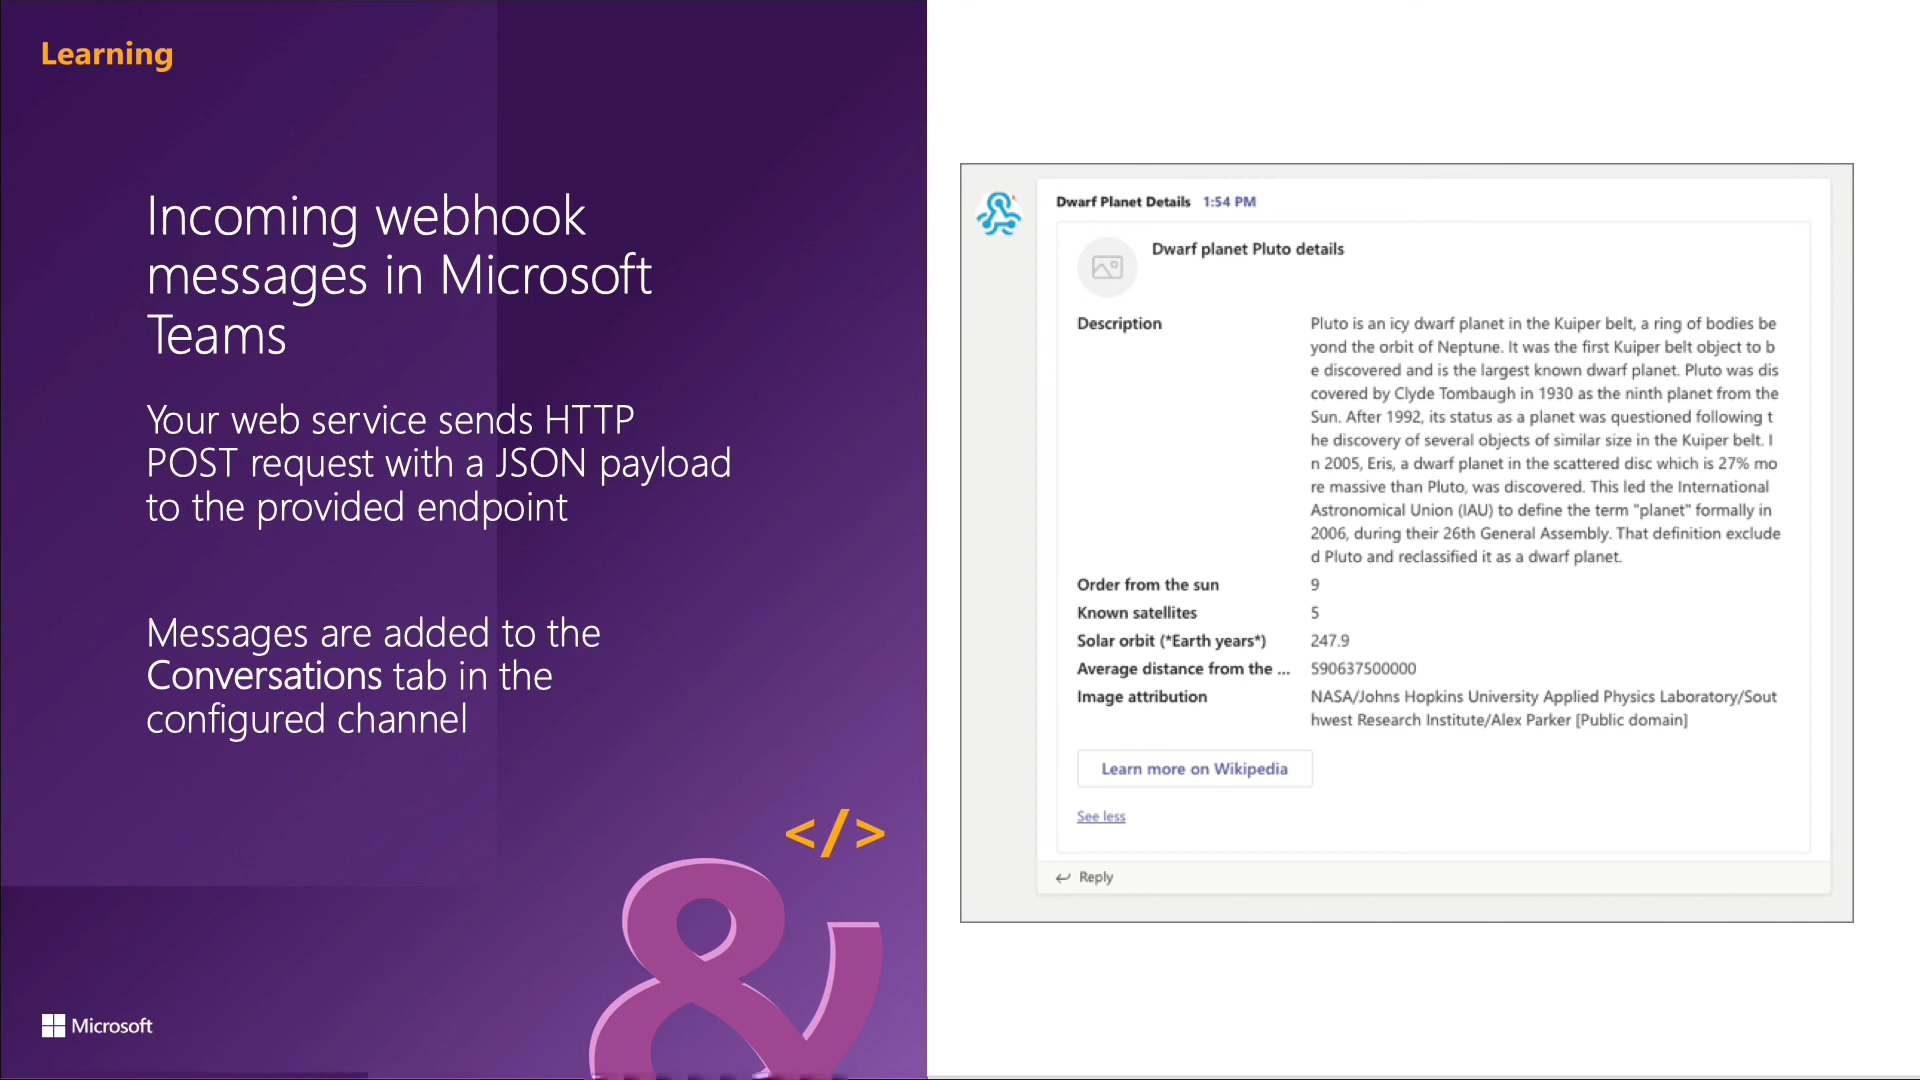 Learning
Incoming webhook
messages in Microsoft
Teams
Your web service sends HTTP
POST request with a JSON payload
to the provided endpoint
Messages are added to the
Conversations tab in the
configured channel
</>
&
Microsoft
Dwarf Planet Details 1:54 PM
Dwarf planet Pluto details
Description
Pluto is an icy dwarf planet in the Kuiper belt, a ring of bodies be
yond the orbit of Neptune. It was the first Kuiper belt object to b
e discovered and is the largest known dwarf planet. Pluto was dis
covered by Clyde Tombaugh in 1930 as the ninth planet from the
Sun. After 1992, its status as a planet was questioned following t
he discovery of several objects of similar size in the Kuiper belt. I
n 2005, Eris, a dwarf planet in the scattered disc which is 27% mo
re massive than Pluto, was discovered. This led the International
Astronomical Union (IAU) to define the term "planet" formally in
2006, during their 26th General Assembly. That definition exclude
d Pluto and reclassified it as a dwarf planet.
Order from the sun 9
Known satellites 5
Solar orbit (*Earth years*) 247.9
Average distance from the ... 590637500000
Image attribution NASA/Johns Hopkins University Applied Physics Laboratory/Sout
hwest Research Institute/Alex Parker [Public domain]
Learn more on Wikipedia
See less
Reply